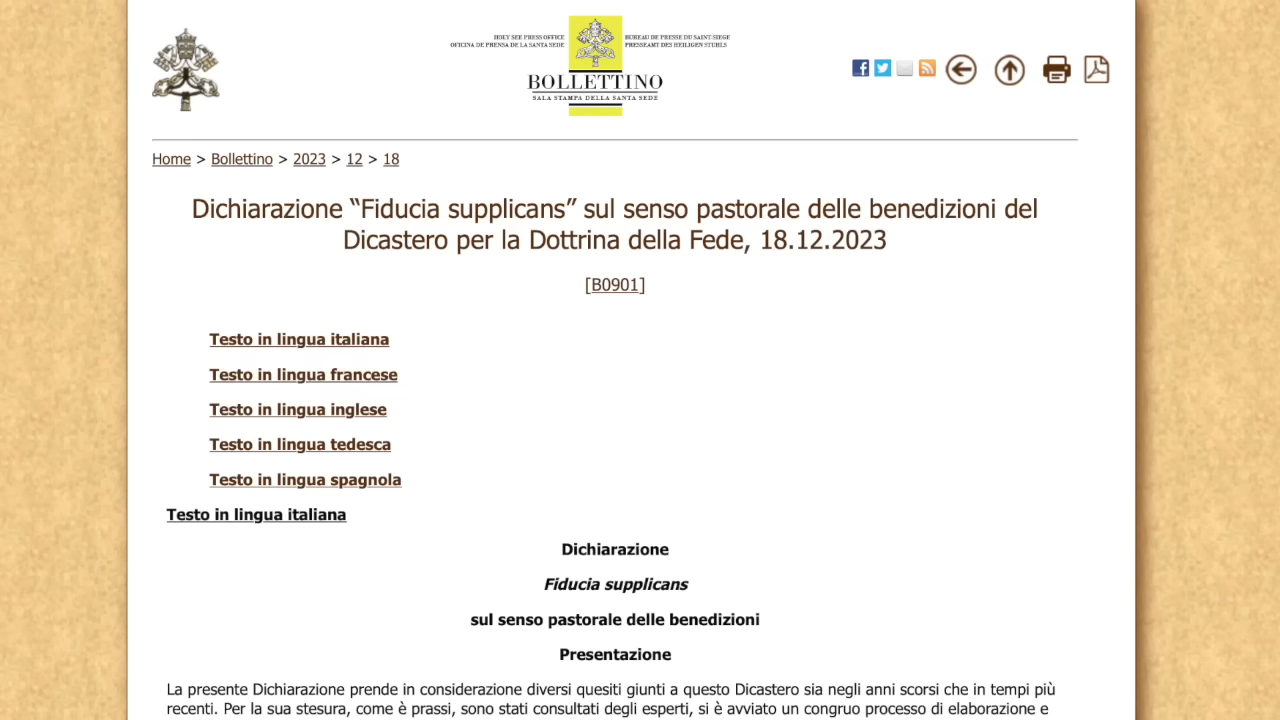 HOLY SEE PRESS OFFICE
OFICINA DE PRENSA DE LA SANTA SEDE
BUREAU DE PRESSE DU SAINT-SIEGE
PRESSEAMT DES HEILIGEN STUHLS
BOLLETTINO
SALA STAMPA DELLA SANTA SEDE
Home > Bollettino > 2023 > 12 > 18
Dichiarazione “Fiducia supplicans” sul senso pastorale delle benedizioni del
Dicastero per la Dottrina della Fede, 18.12.2023
[B0901]
Testo in lingua italiana
Testo in lingua francese
Testo in lingua inglese
Testo in lingua tedesca
Testo in lingua spagnola
Testo in lingua italiana
Dichiarazione
Fiducia supplicans
sul senso pastorale delle benedizioni
Presentazione
La presente Dichiarazione prende in considerazione diversi quesiti giunti a questo Dicastero sia negli anni scorsi che in tempi più
recenti. Per la sua stesura, come è prassi, sono stati consultati degli esperti, si è avviato un congruo processo di elaborazione e